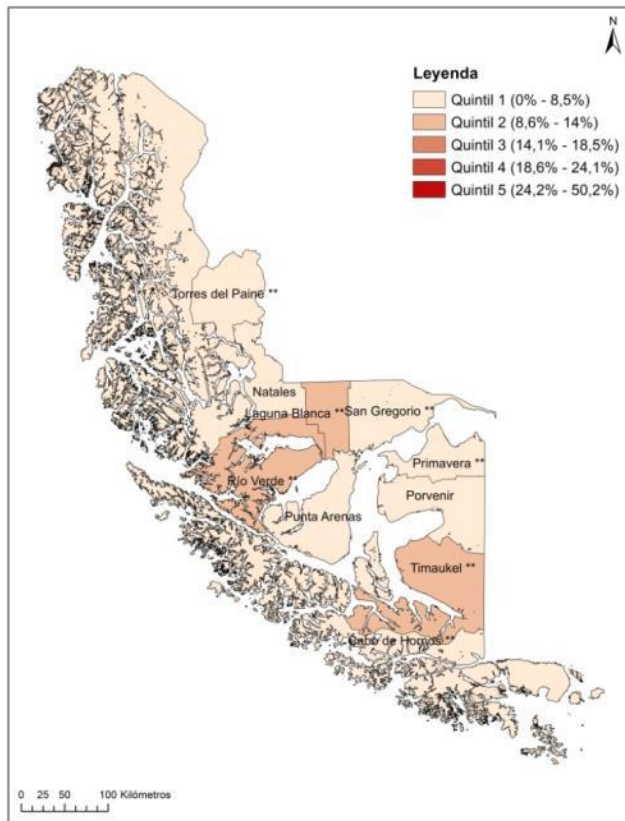 N
Leyenda
Quintil 1 (0% - 8,5%)
Quintil 2 (8,6% - 14%)
Quintil 3 (14,1% - 18,5%)
Quintil 4 (18,6% - 24,1%)
Quintil 5 (24,2% - 50,2%)
Torres del Paine **
Natales
Laguna Blanca **
San Gregorio **
Primavera **
Río Verde **
Porvenir
Punta Arenas
Timaukel **
Cabo de Hornos **
0 25 50 100 Kilómetros